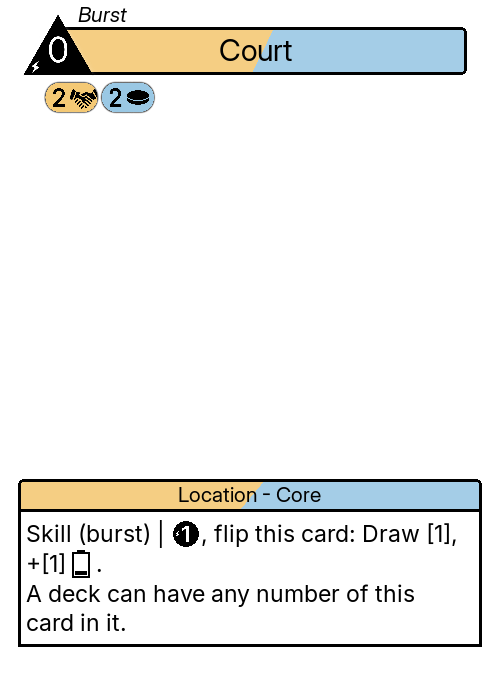 Burst
0 Court
2 2
Location - Core
Skill (burst) | 1, flip this card: Draw [1],
+[1] .
A deck can have any number of this
card in it.